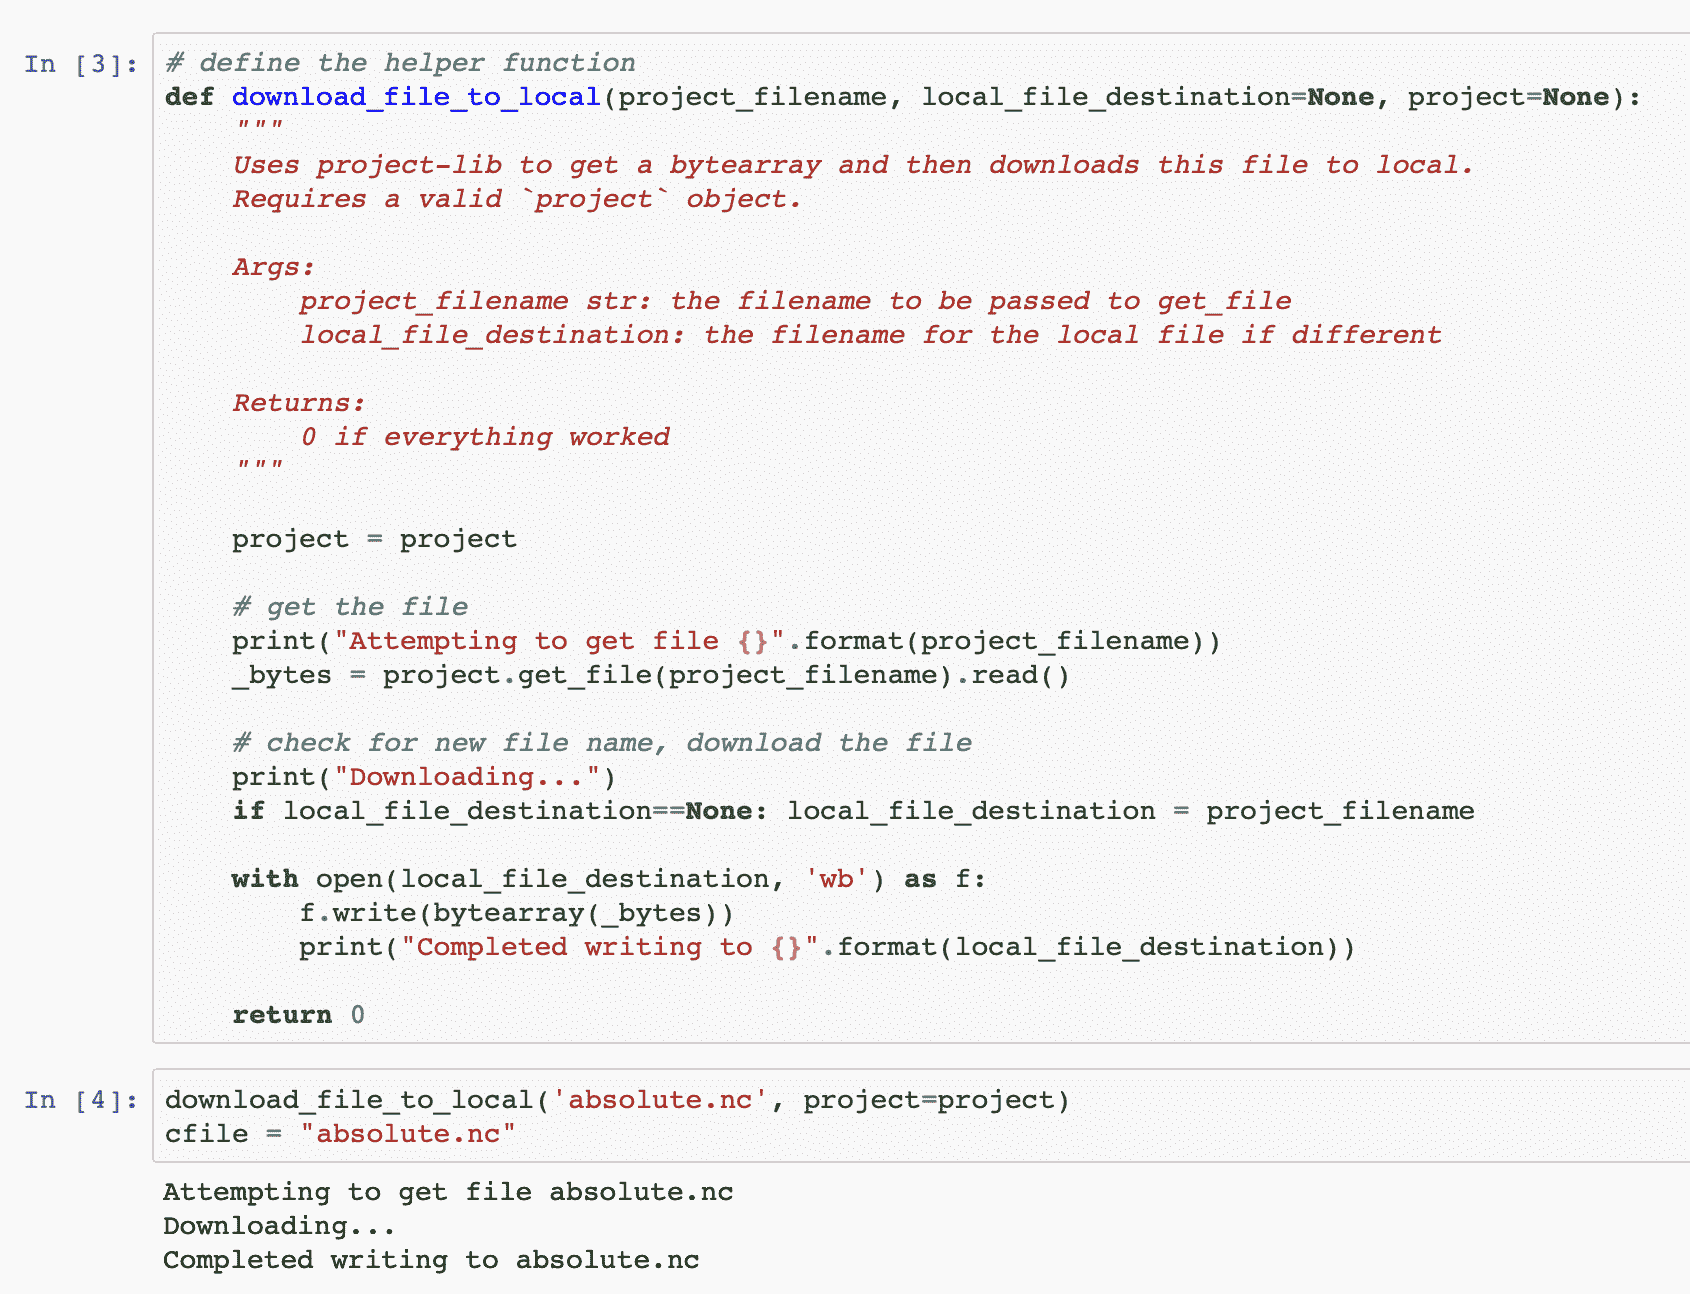 In [3]:
# define the helper function
def download_file_to_local(project_filename, local_file_destination=None, project=None):
    """
    Uses project-lib to get a bytearray and then downloads this file to local.
    Requires a valid `project` object.

    Args:
        project_filename str: the filename to be passed to get_file
        local_file_destination: the filename for the local file if different

    Returns:
        0 if everything worked
    """

    project = project

    # get the file
    print("Attempting to get file {}".format(project_filename))
    _bytes = project.get_file(project_filename).read()

    # check for new file name, download the file
    print("Downloading...")
    if local_file_destination==None: local_file_destination = project_filename

    with open(local_file_destination, 'wb') as f:
        f.write(bytearray(_bytes))
        print("Completed writing to {}".format(local_file_destination))

    return 0
In [4]:
download_file_to_local('absolute.nc', project=project)
cfile = "absolute.nc"
Attempting to get file absolute.nc
Downloading...
Completed writing to absolute.nc